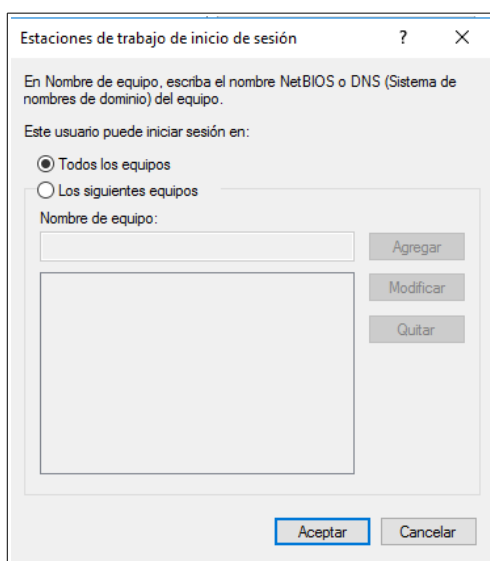 Estaciones de trabajo de inicio de sesión
?
En Nombre de equipo, escriba el nombre NetBIOS o DNS (Sistema de
nombres de dominio) del equipo.
Este usuario puede iniciar sesión en:
Todos los equipos
Los siguientes equipos
Nombre de equipo:
Agregar
Modificar
Quitar
Aceptar Cancelar